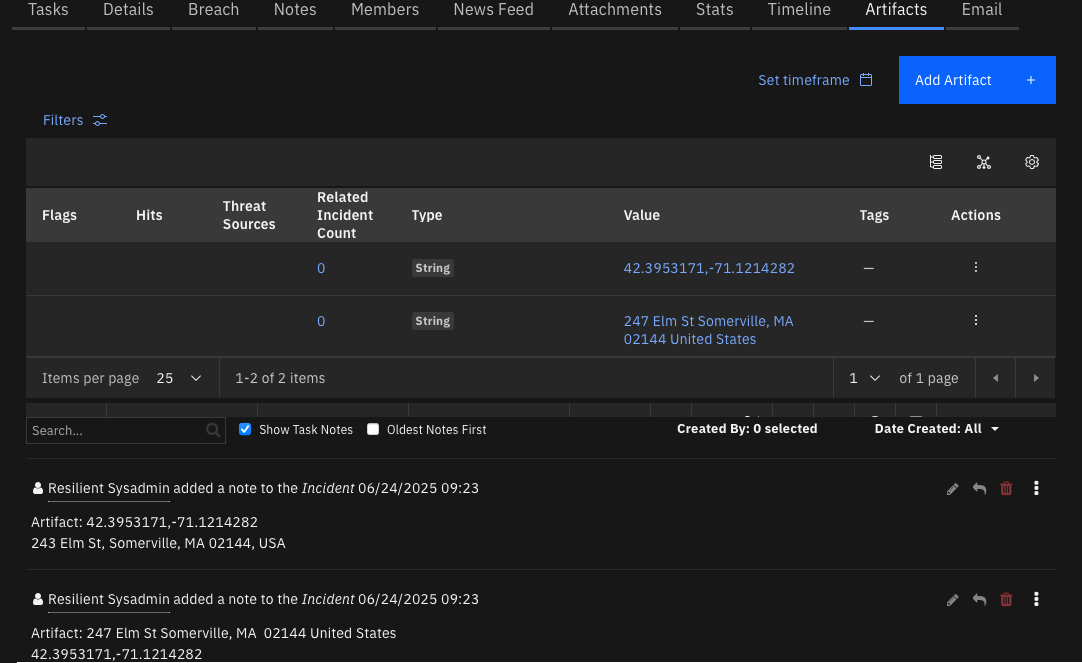 Tasks Details Breach Notes Members News Feed Attachments Stats Timeline Artifacts Email
Set timeframe Add Artifact +
Filters
Flags Hits Threat Sources Related Incident Count Type Value Tags Actions
0 String 42.3953171,-71.1214282 —
0 String 247 Elm St Somerville, MA —
02144 United States
Items per page 25 1-2 of 2 items 1 of 1 page
Search... Show Task Notes Oldest Notes First Created By: 0 selected Date Created: All
Resilient Sysadmin added a note to the Incident 06/24/2025 09:23
Artifact: 42.3953171,-71.1214282
243 Elm St, Somerville, MA 02144, USA
Resilient Sysadmin added a note to the Incident 06/24/2025 09:23
Artifact: 247 Elm St Somerville, MA  02144 United States
42.3953171,-71.1214282